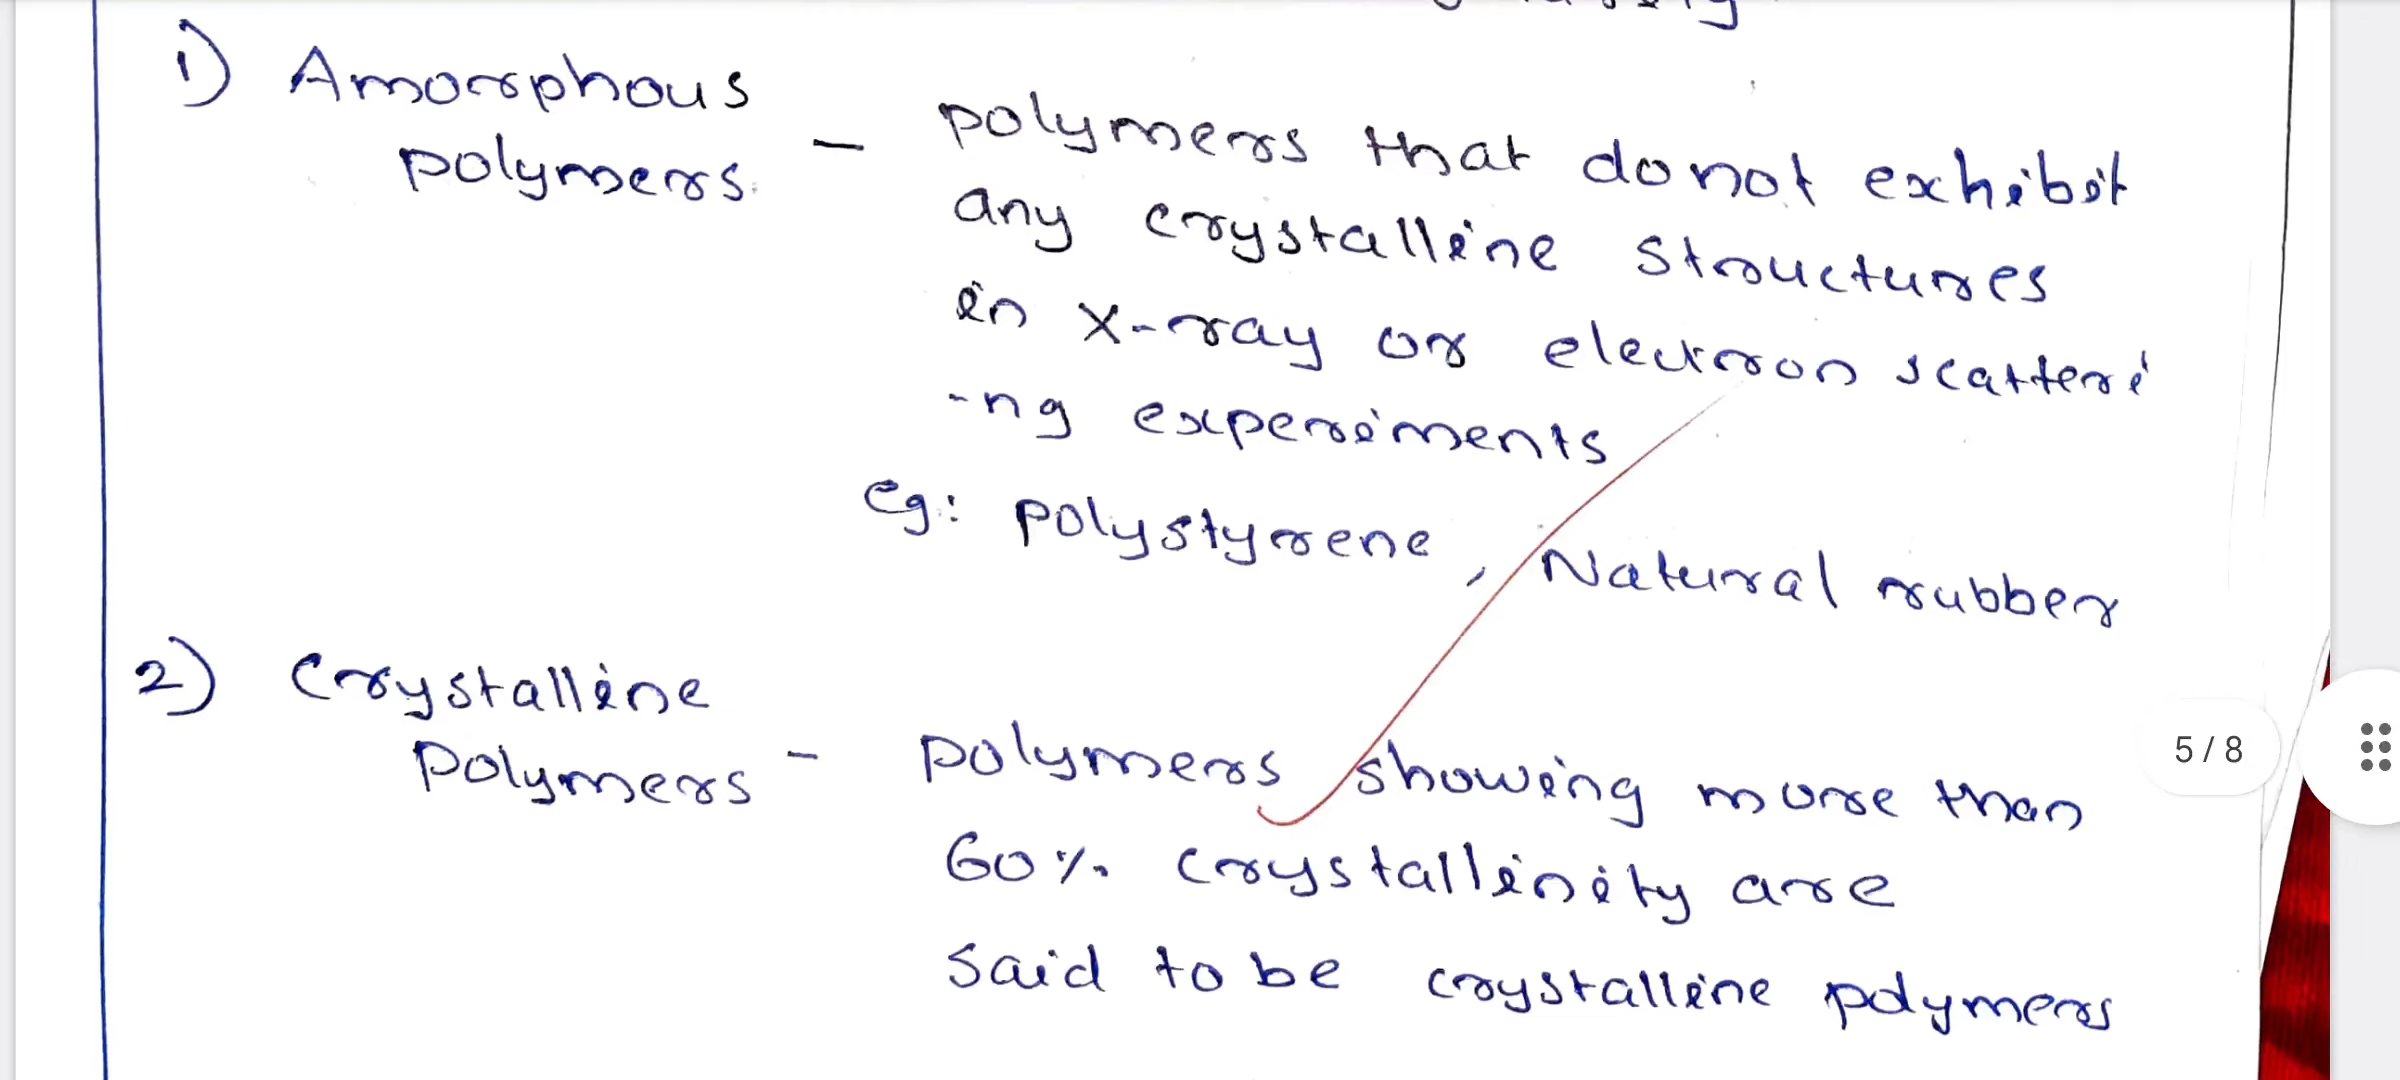 1) Amorphous
polymers. - polymers that do not exhibit
any crystalline structures
in x-ray or electron scatteri
-ng experiments
eg: polystyrene, Natural rubber
2) Crystalline
Polymers - polymers showing more than
60% crystallinity are
said to be crystalline polymers
5 / 8